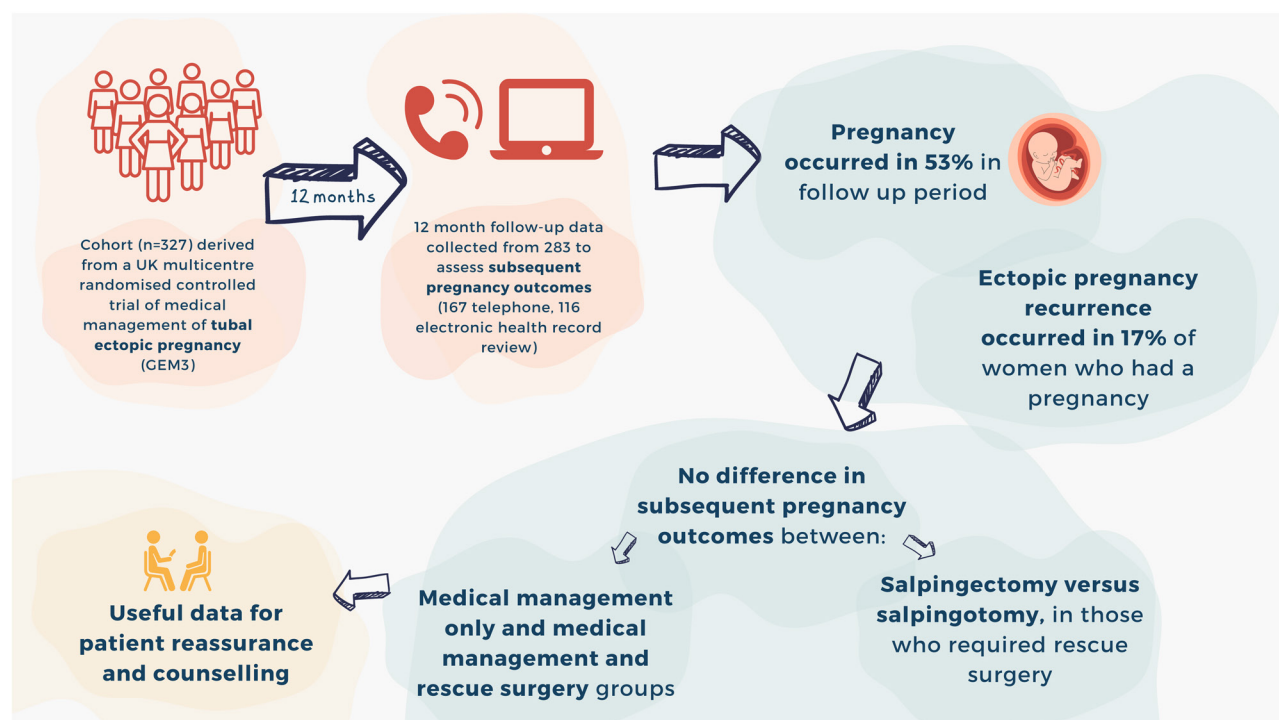 Cohort (n=327) derived
from a UK multicentre
randomised controlled
trial of medical
management of tubal
ectopic pregnancy
(GEM3)
12 months
12 month follow-up data
collected from 283 to
assess subsequent
pregnancy outcomes
(167 telephone, 116
electronic health record
review)
Pregnancy
occurred in 53% in
follow up period
Ectopic pregnancy
recurrence
occurred in 17% of
women who had a
pregnancy
No difference in
subsequent pregnancy
outcomes between:
Medical management
only and medical
management and
rescue surgery groups
Salpingectomy versus
salpingotomy, in those
who required rescue
surgery
Useful data for
patient reassurance
and counselling